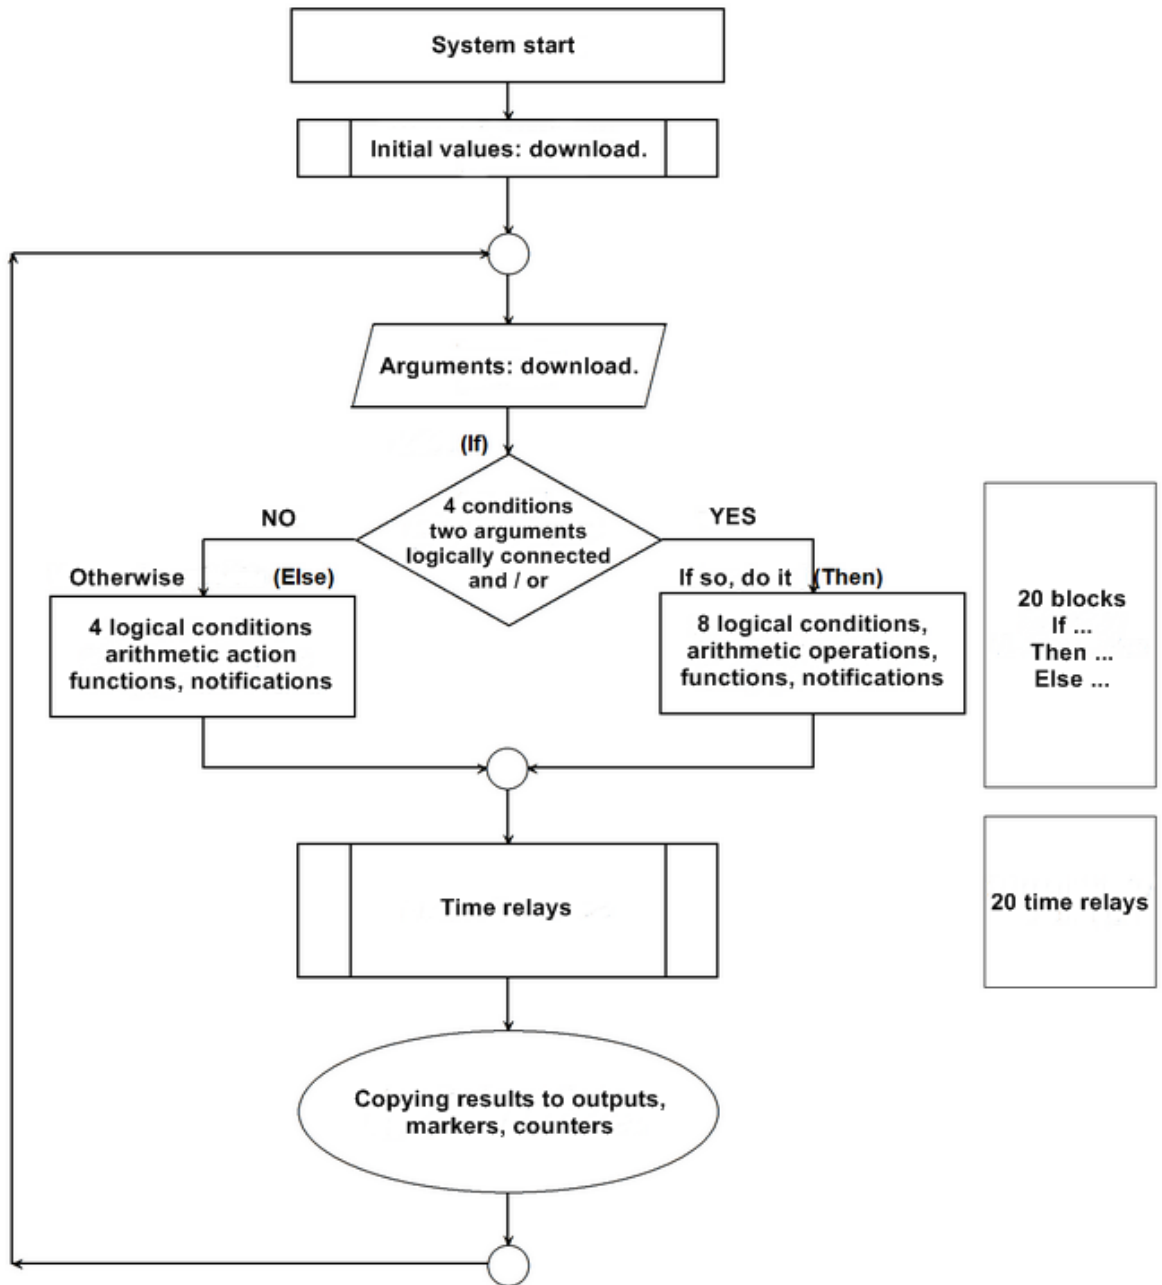 System start
Initial values: download.
Arguments: download.
(If)
4 conditions
two arguments
logically connected
and / or
NO
YES
Otherwise
(Else)
If so, do it
(Then)
4 logical conditions
arithmetic action
functions, notifications
8 logical conditions,
arithmetic operations,
functions, notifications
20 blocks
If ...
Then ...
Else ...
Time relays
20 time relays
Copying results to outputs,
markers, counters